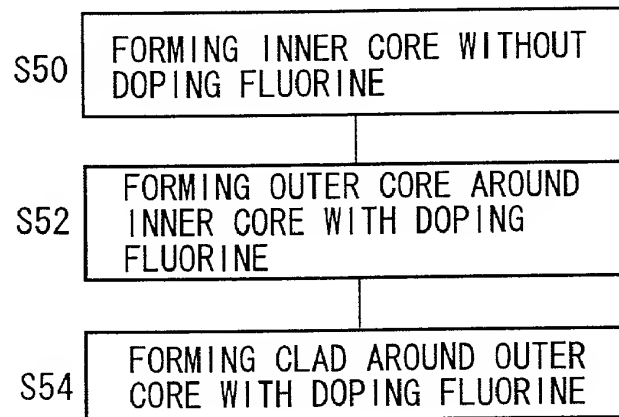 S50
FORMING INNER CORE WITHOUT
DOPING FLUORINE
S52
FORMING OUTER CORE AROUND
INNER CORE WITH DOPING
FLUORINE
S54
FORMING CLAD AROUND OUTER
CORE WITH DOPING FLUORINE